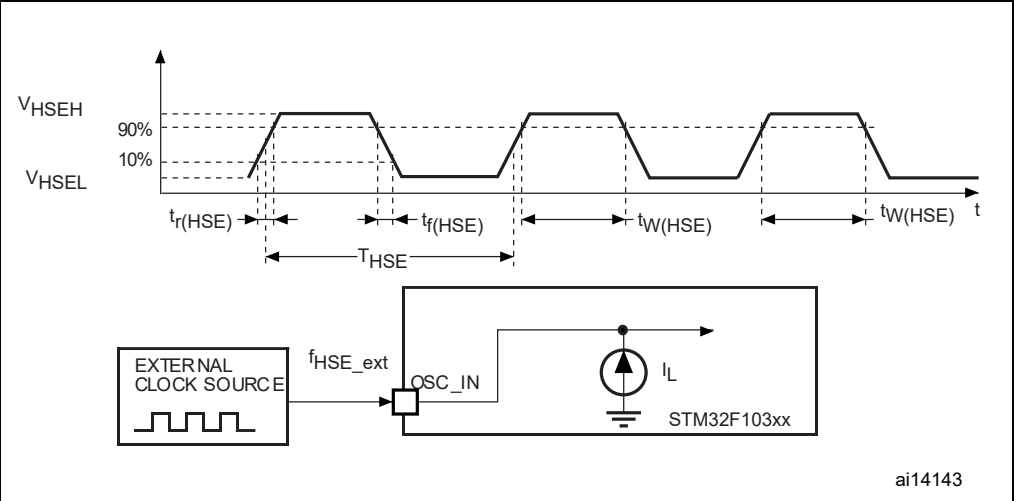 VHSEH
90%
10%
VHSEL
tr(HSE)
tf(HSE)
tW(HSE)
tW(HSE)
t
THSE
EXTERNAL
CLOCK SOURCE
fHSE_ext
OSC_IN
IL
STM32F103xx
ai14143